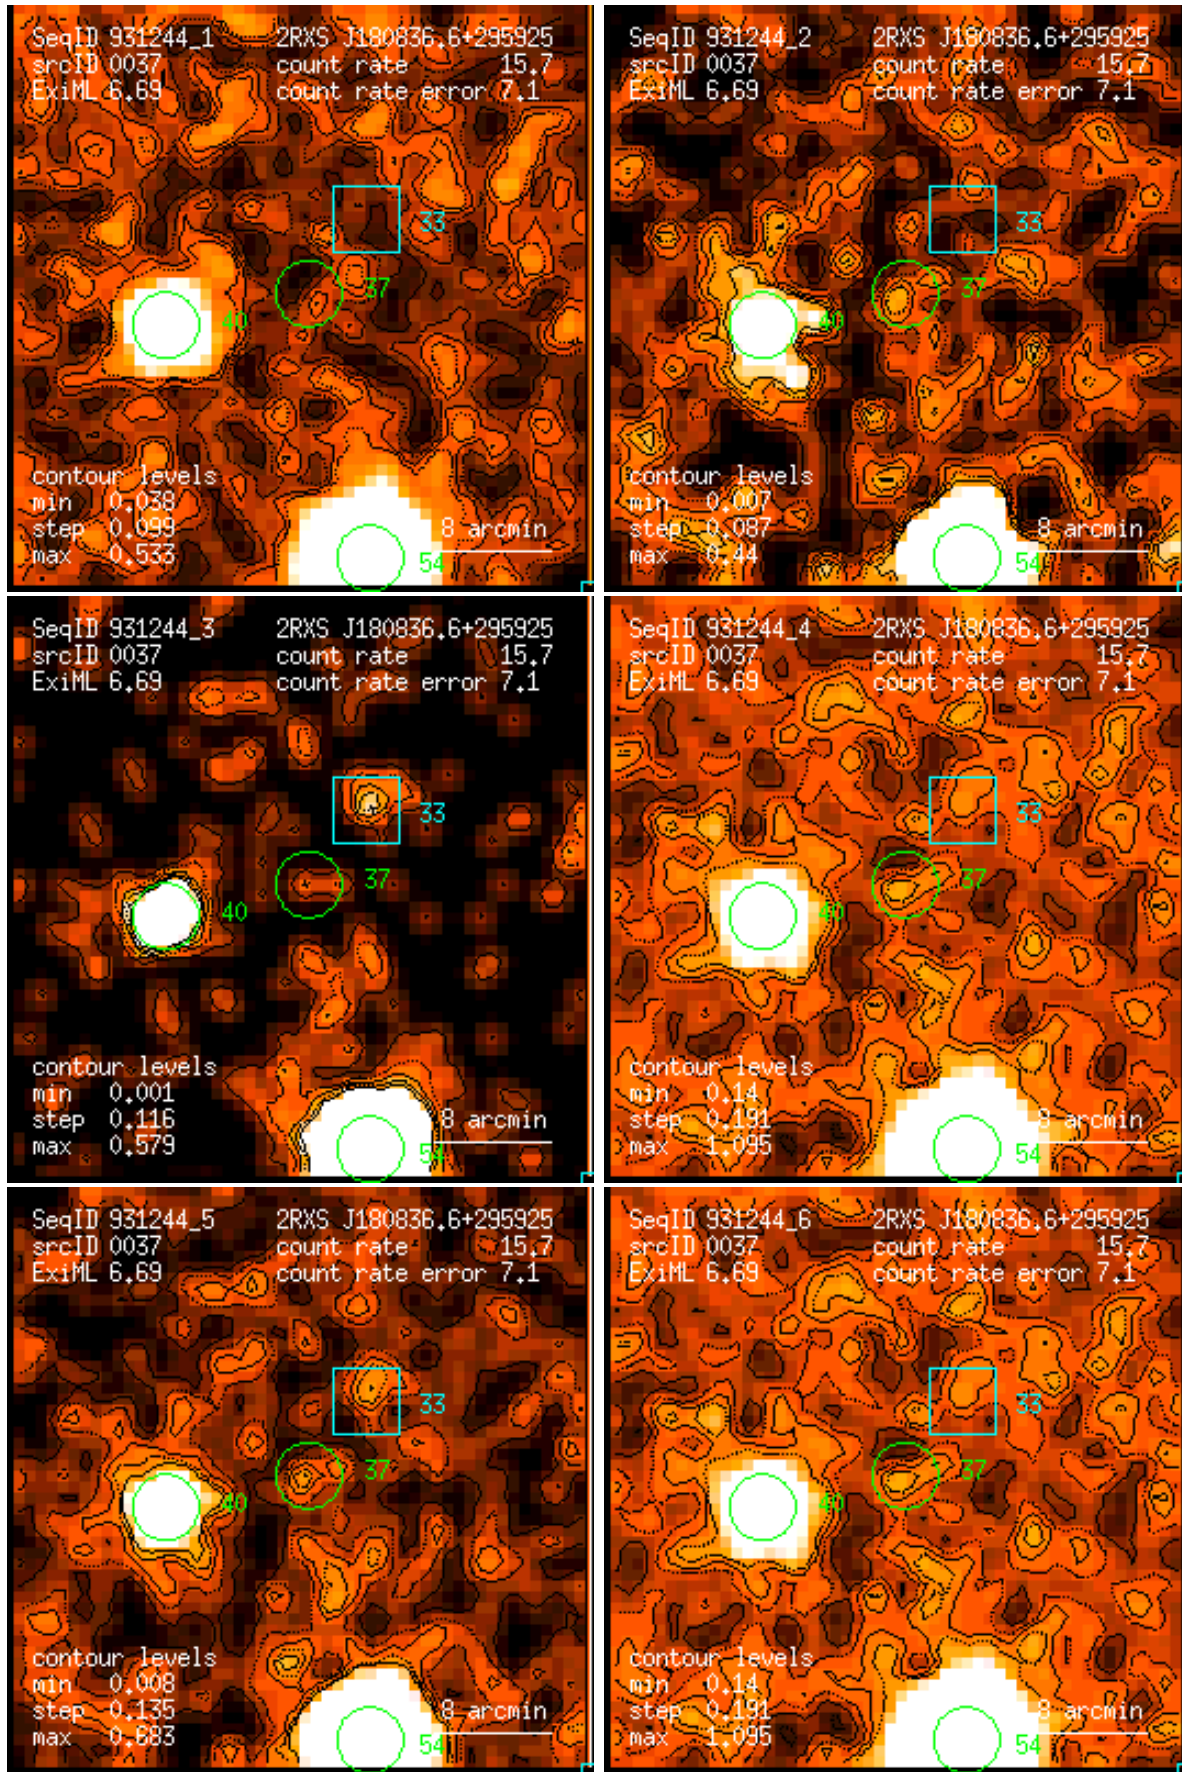 SeqID 931244_1 2RXS J180836.6+295925
srcID 0037 count rate 15.7
ExiML 6.69 count rate error 7.1
33
37
40
contour levels
min 0.038
step 0.099 8 arcmin
max 0.533 54
SeqID 931244_2 2RXS J180836.6+295925
srcID 0037 count rate 15.7
ExiML 6.69 count rate error 7.1
33
37
40
contour levels
min 0.007
step 0.087 8 arcmin
max 0.44 54
SeqID 931244_3 2RXS J180836.6+295925
srcID 0037 count rate 15.7
ExiML 6.69 count rate error 7.1
33
37
40
contour levels
min 0.001
step 0.116 8 arcmin
max 0.579 54
SeqID 931244_4 2RXS J180836.6+295925
srcID 0037 count rate 15.7
ExiML 6.69 count rate error 7.1
33
37
40
contour levels
min 0.14
step 0.191 8 arcmin
max 1.095 54
SeqID 931244_5 2RXS J180836.6+295925
srcID 0037 count rate 15.7
ExiML 6.69 count rate error 7.1
33
37
40
contour levels
min 0.008
step 0.135 8 arcmin
max 0.683 54
SeqID 931244_6 2RXS J180836.6+295925
srcID 0037 count rate 15.7
ExiML 6.69 count rate error 7.1
33
37
40
contour levels
min 0.14
step 0.191 8 arcmin
max 1.095 54